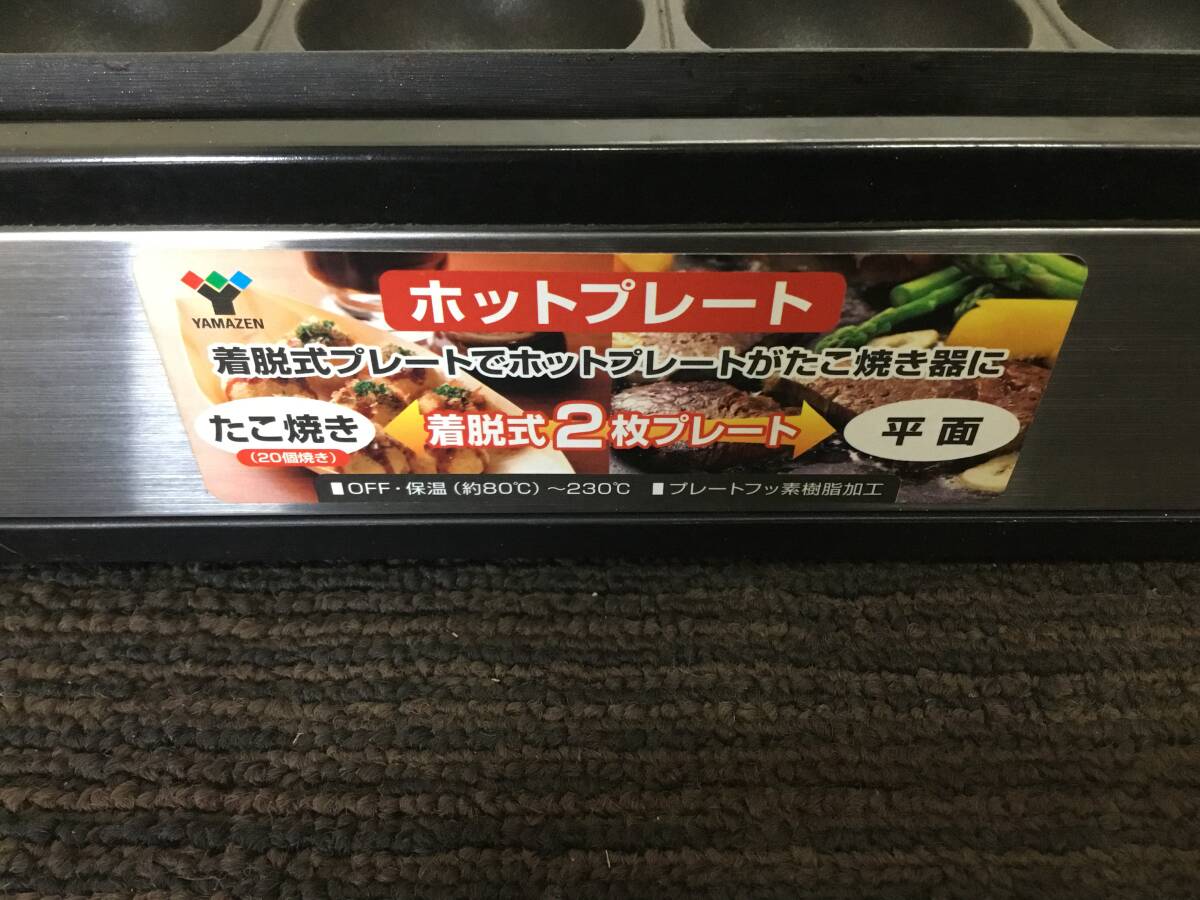 YAMAZEN
ホットプレート
着脱式プレートでホットプレートがたこ焼き器に
たこ焼き
(20個焼き)
着脱式2枚プレート
平面
■OFF・保温(約80℃)～230℃ ■プレートフッ素樹脂加工